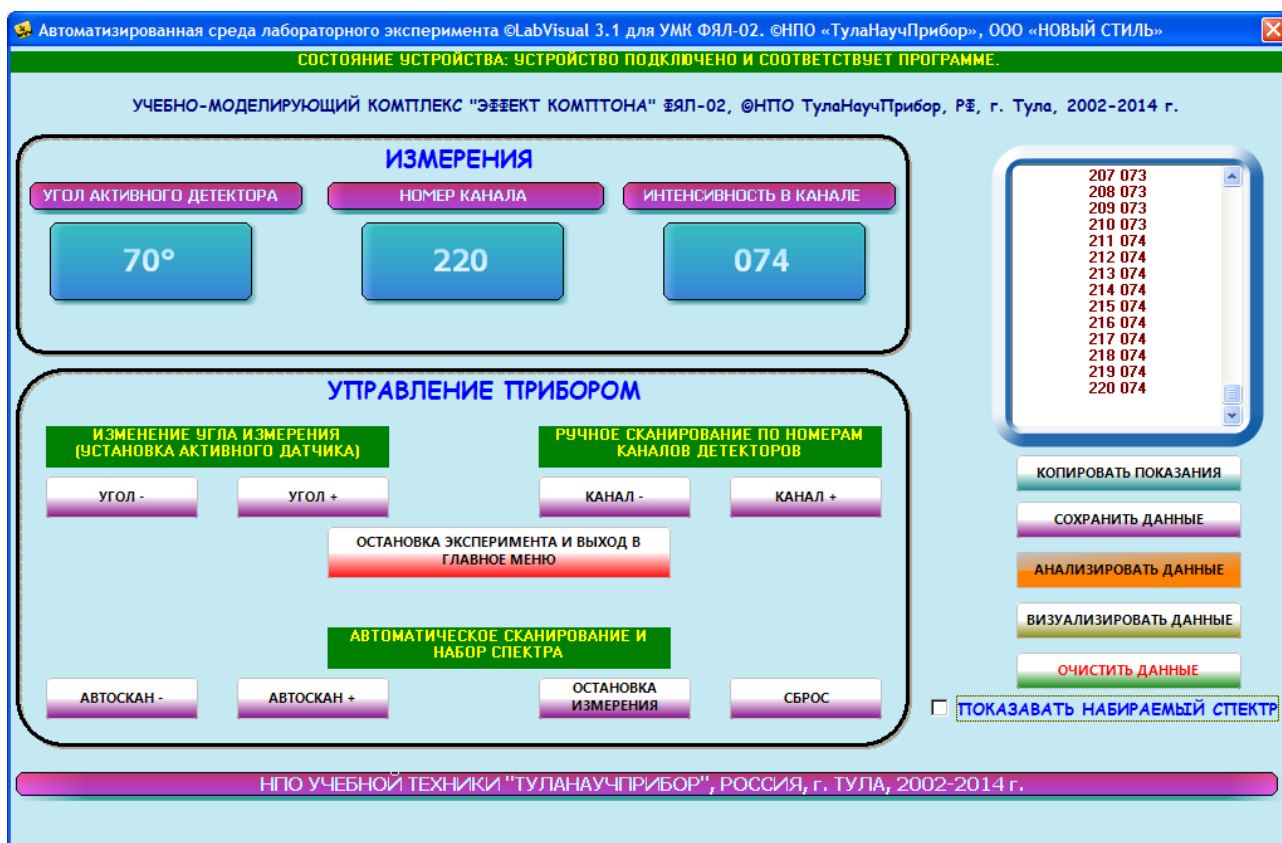 Автоматизированная среда лабораторного эксперимента ©LabVisual 3.1 для УМК ФЯЛ-02. ©НПО «ТулаНаучПрибор», ООО «НОВЫЙ СТИЛЬ»
СОСТОЯНИЕ УСТРОЙСТВА: УСТРОЙСТВО ПОДКЛЮЧЕНО И СООТВЕТСТВУЕТ ПРОГРАММЕ.
УЧЕБНО-МОДЕЛИРУЮЩИЙ КОМПЛЕКС "ЭФФЕКТ КОМПТОНА" ФЯЛ-02, ©НПО ТулаНаучПрибор, РФ, г. Тула, 2002-2014 г.
ИЗМЕРЕНИЯ
УГОЛ АКТИВНОГО ДЕТЕКТОРА
НОМЕР КАНАЛА
ИНТЕНСИВНОСТЬ В КАНАЛЕ
70°
220
074
207 073
208 073
209 073
210 073
211 074
212 074
213 074
214 074
215 074
216 074
217 074
218 074
219 074
220 074
УПРАВЛЕНИЕ ПРИБОРОМ
ИЗМЕНЕНИЕ УГЛА ИЗМЕРЕНИЯ
(УСТАНОВКА АКТИВНОГО ДАТЧИКА)
РУЧНОЕ СКАНИРОВАНИЕ ПО НОМЕРАМ
КАНАЛОВ ДЕТЕКТОРОВ
УГОЛ -
УГОЛ +
КАНАЛ -
КАНАЛ +
ОСТАНОВКА ЭКСПЕРИМЕНТА И ВЫХОД В
ГЛАВНОЕ МЕНЮ
АВТОМАТИЧЕСКОЕ СКАНИРОВАНИЕ И
НАБОР СПЕКТРА
АВТОСКАН -
АВТОСКАН +
ОСТАНОВКА
ИЗМЕРЕНИЯ
СБРОС
КОПИРОВАТЬ ПОКАЗАНИЯ
СОХРАНИТЬ ДАННЫЕ
АНАЛИЗИРОВАТЬ ДАННЫЕ
ВИЗУАЛИЗИРОВАТЬ ДАННЫЕ
ОЧИСТИТЬ ДАННЫЕ
ПОКАЗАВАТЬ НАБИРАЕМЫЙ СПЕКТР
НПО УЧЕБНОЙ ТЕХНИКИ "ТУЛАНАУЧПРИБОР", РОССИЯ, г. ТУЛА, 2002-2014 г.